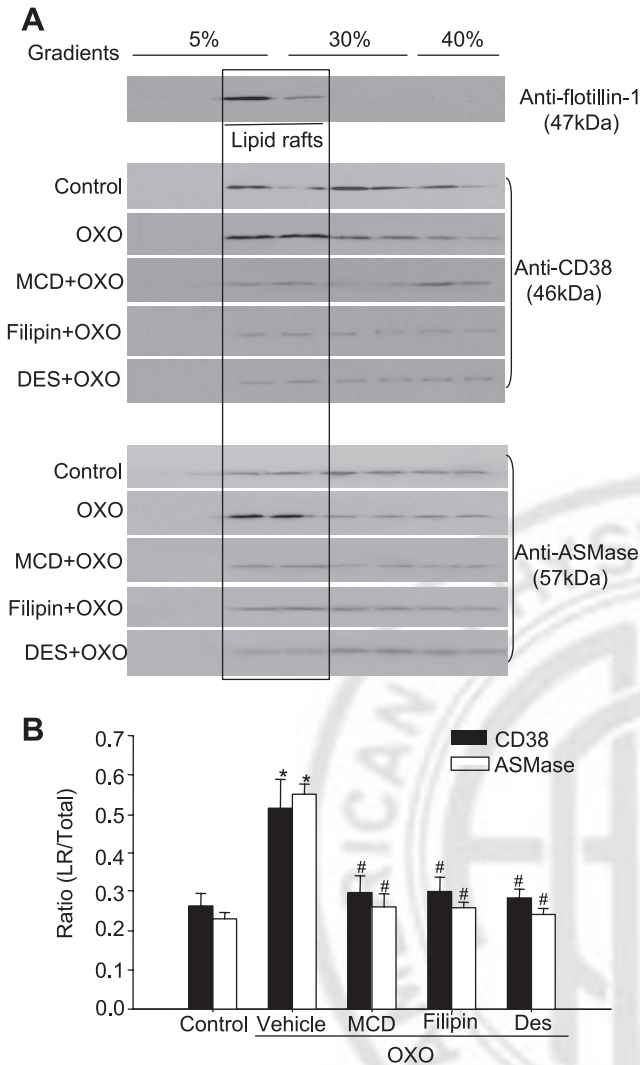 A
Gradients 5% 30% 40%
Anti-flotillin-1
(47kDa)
Lipid rafts
Control
OXO
MCD+OXO
Filipin+OXO
DES+OXO
Anti-CD38
(46kDa)
Control
OXO
MCD+OXO
Filipin+OXO
DES+OXO
Anti-ASMase
(57kDa)
B
CD38
ASMase
Ratio (LR/Total)
0.7
0.6
0.5
0.4
0.3
0.2
0.1
0.0
* *
# # # # # #
Control Vehicle MCD Filipin Des
OXO